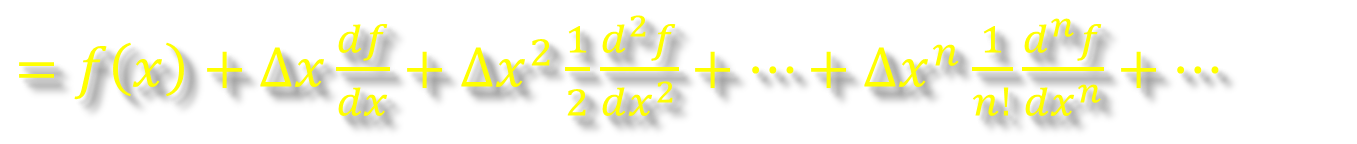 = f(x) + Δx df/dx + Δx² 1/2 d²f/dx² + ⋯ + Δxⁿ 1/n! dⁿf/dxⁿ + ⋯